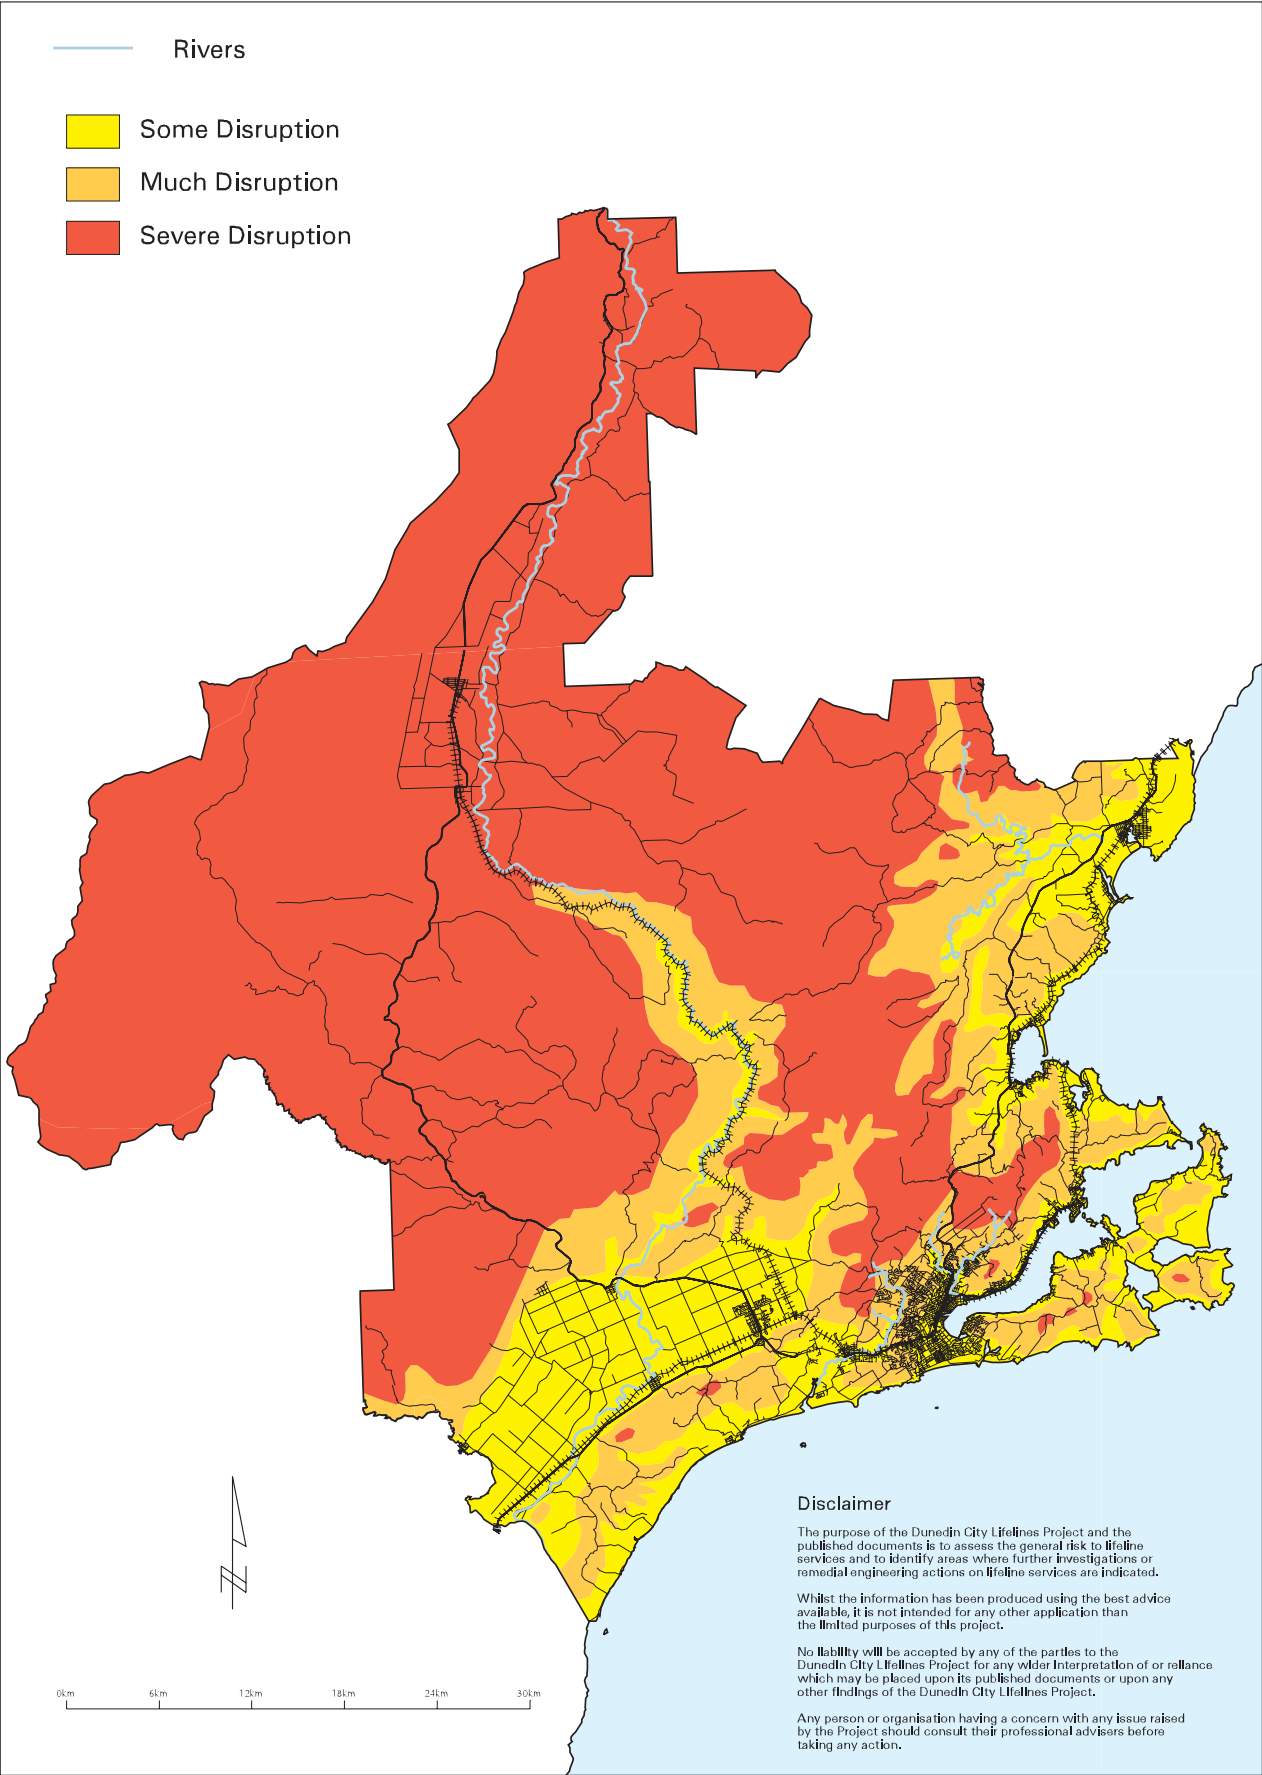 Rivers
Some Disruption
Much Disruption
Severe Disruption
Disclaimer
The purpose of the Dunedin City Lifelines Project and the
published documents is to assess the general risk to lifeline
services and to identify areas where further investigations or
remedial engineering actions on lifeline services are indicated.
Whilst the information has been produced using the best advice
available, it is not intended for any other application than
the limited purposes of this project.
No liability will be accepted by any of the parties to the
Dunedin City Lifelines Project for any wider interpretation of or reliance
which may be placed upon its published documents or upon any
other findings of the Dunedin City Lifelines Project.
Any person or organisation having a concern with any issue raised
by the Project should consult their professional advisers before
taking any action.
0km 6km 12km 18km 24km 30km
N